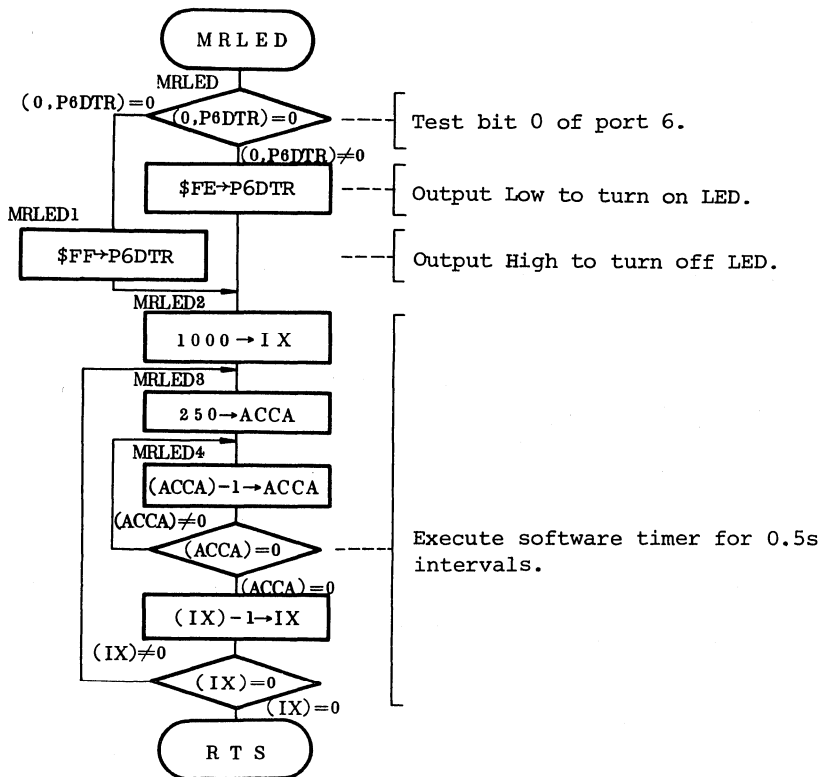 MRLED
MRLED
(0,P6DTR)=0
(0,P6DTR)=0
Test bit 0 of port 6.
(0,P6DTR)≠0
$FE→P6DTR
Output Low to turn on LED.
MRLED1
$FF→P6DTR
Output High to turn off LED.
MRLED2
1000→IX
MRLED3
250→ACCA
MRLED4
(ACCA)-1→ACCA
(ACCA)≠0
(ACCA)=0
Execute software timer for 0.5s
intervals.
(ACCA)=0
(IX)-1→IX
(IX)≠0
(IX)=0
(IX)=0
RTS